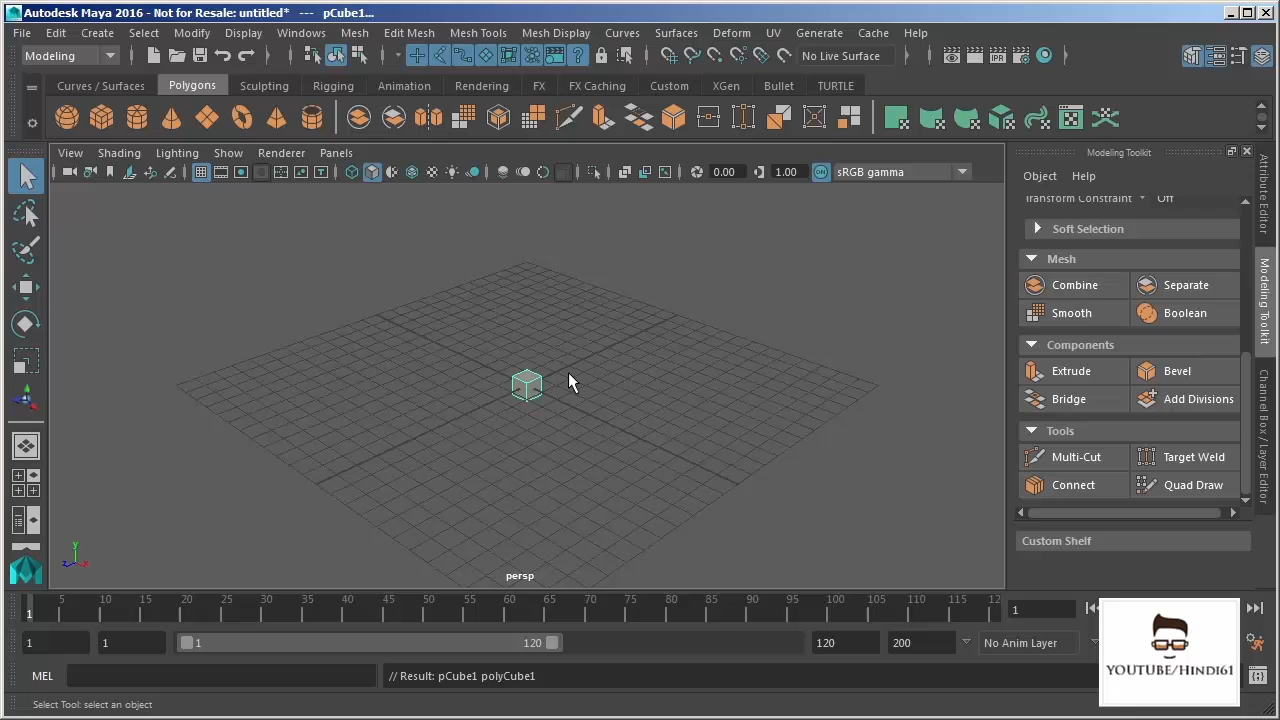 Autodesk Maya 2016 - Not for Resale: untitled* --- pCube1...
File Edit Create Select Modify Display Windows Mesh Edit Mesh Mesh Tools Mesh Display Curves Surfaces Deform UV Generate Cache Help
Modeling No Live Surface
Curves / Surfaces Polygons Sculpting Rigging Animation Rendering FX FX Caching Custom XGen Bullet TURTLE
View Shading Lighting Show Renderer Panels
0.00 1.00 ON sRGB gamma
Modeling Toolkit
Object Help
Transform Constraint Off
Soft Selection
Mesh
Combine Separate
Smooth Boolean
Components
Extrude Bevel
Bridge Add Divisions
Tools
Multi-Cut Target Weld
Connect Quad Draw
Custom Shelf
Attribute Editor
Modeling Toolkit
Channel Box / Layer Editor
y
z x
persp
1 5 10 15 20 25 30 35 40 45 50 55 60 65 70 75 80 85 90 95 100 105 110 115 12
1
1 1 1 120 120 200 No Anim Layer
MEL // Result: pCube1 polyCube1
Select Tool: select an object
YOUTUBE/Hindi61